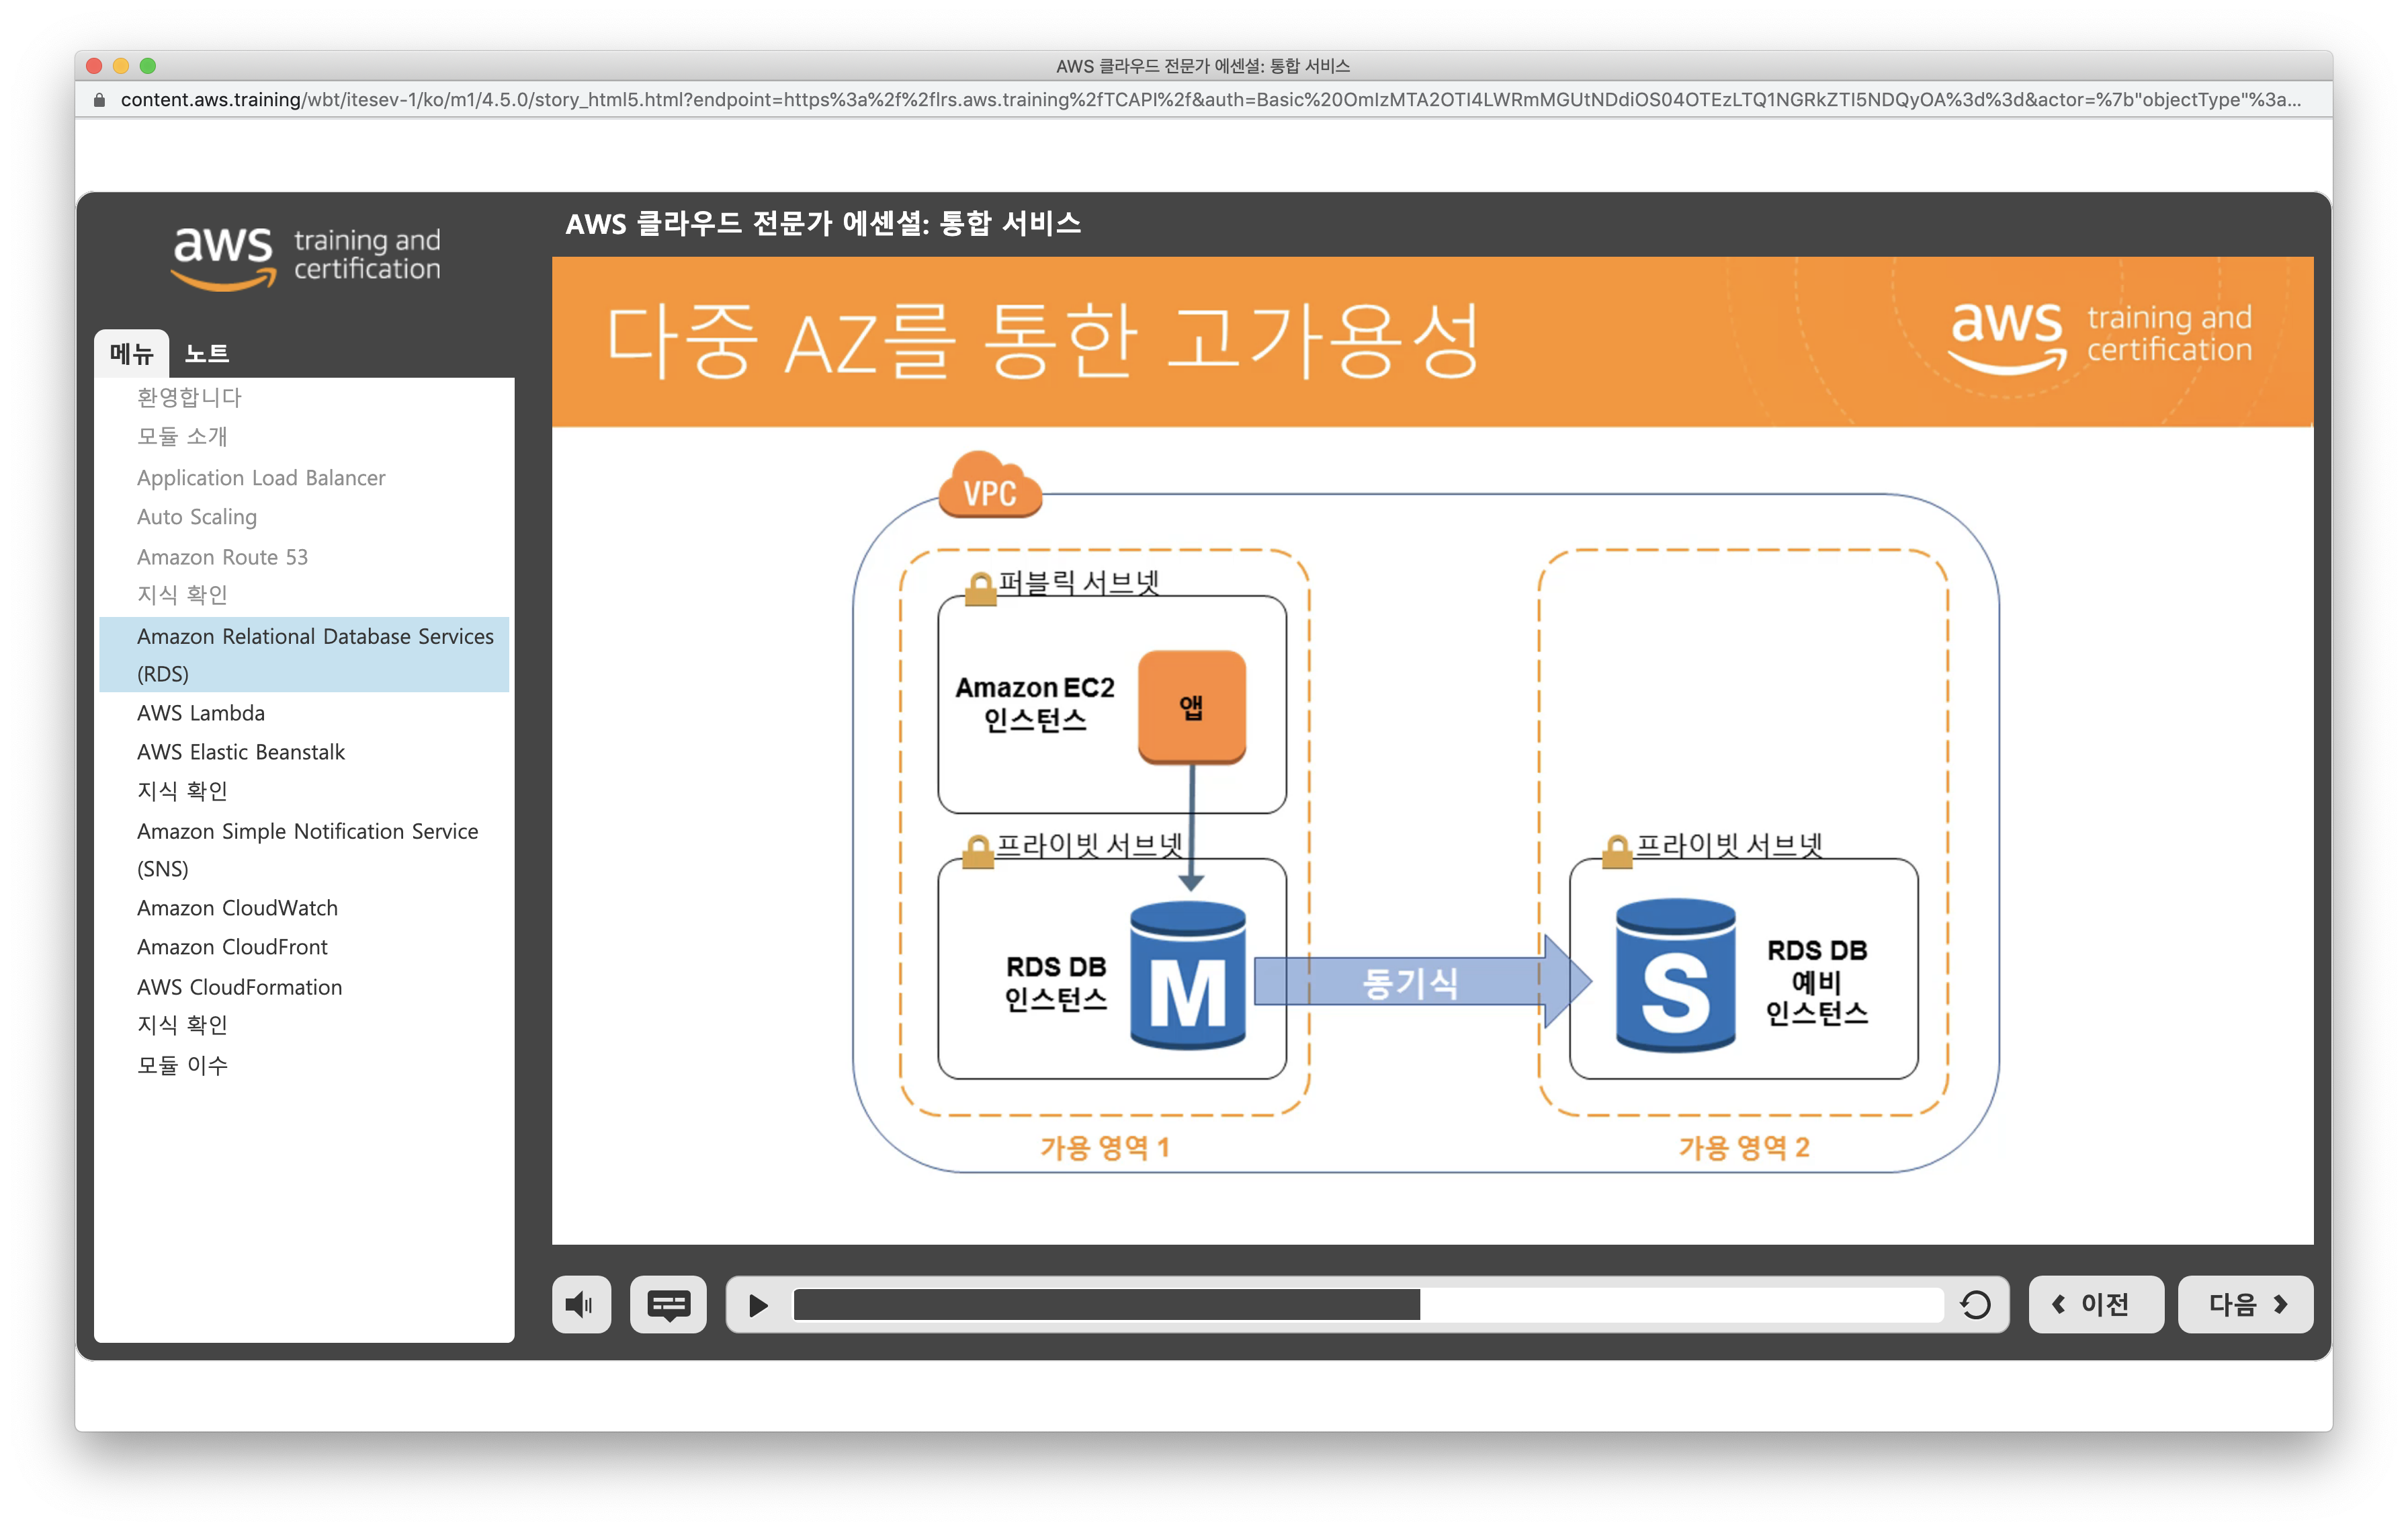 AWS 클라우드 전문가 에센셜: 통합 서비스
content.aws.training/wbt/itesev-1/ko/m1/4.5.0/story_html5.html?endpoint=https%3a%2f%2flrs.aws.training%2fTCAPI%2f&auth=Basic%20OmIzMTA2OTI4LWRmMGUtNDdiOS04OTEzLTQ1NGRkZTI5NDQyOA%3d%3d&actor=%7b"objectType"%3a...
aws training and
certification
AWS 클라우드 전문가 에센셜: 통합 서비스
메뉴 노트
환영합니다
모듈 소개
Application Load Balancer
Auto Scaling
Amazon Route 53
지식 확인
Amazon Relational Database Services
(RDS)
AWS Lambda
AWS Elastic Beanstalk
지식 확인
Amazon Simple Notification Service
(SNS)
Amazon CloudWatch
Amazon CloudFront
AWS CloudFormation
지식 확인
모듈 이수
다중 AZ를 통한 고가용성
aws training and
certification
VPC
퍼블릭 서브넷
Amazon EC2
인스턴스
앱
프라이빗 서브넷
RDS DB
인스턴스
M
동기식
프라이빗 서브넷
S
RDS DB
예비
인스턴스
가용 영역 1
가용 영역 2
이전
다음